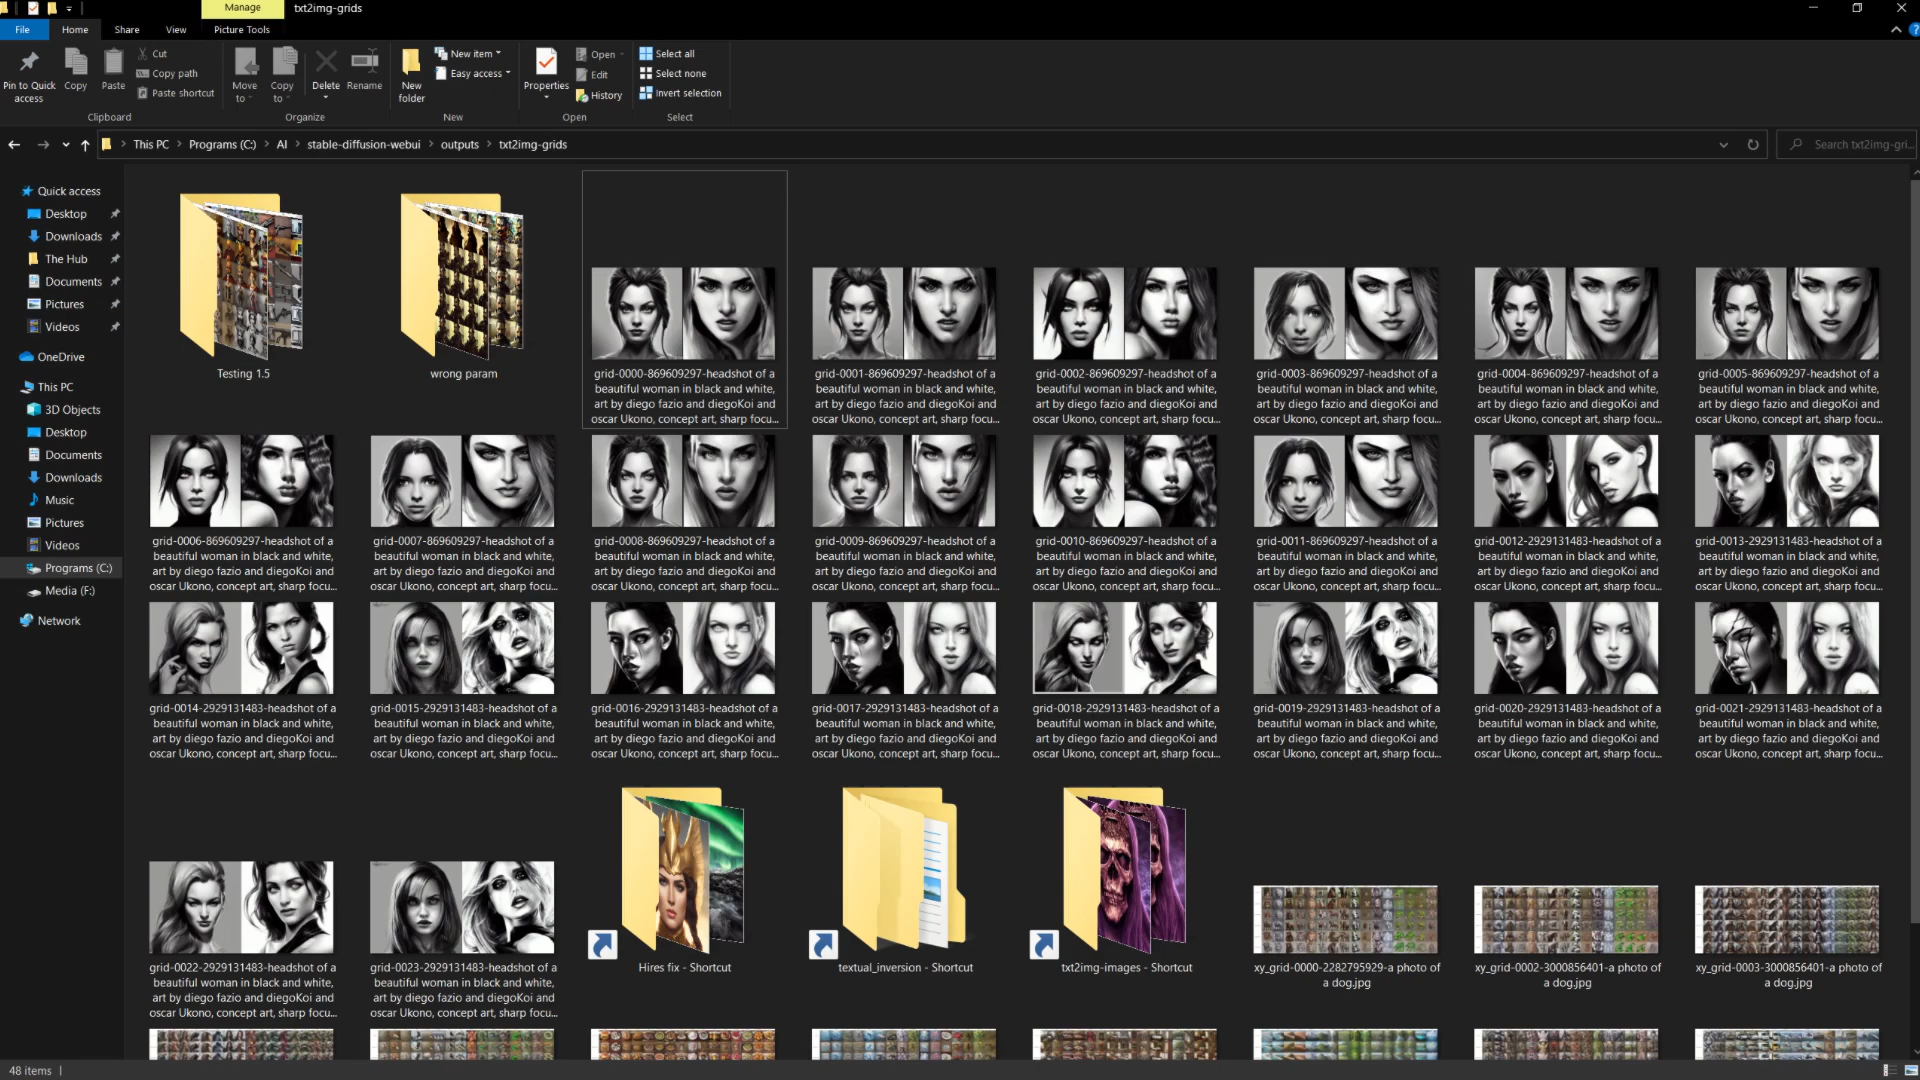 Manage
txt2img-grids
File
Home
Share
View
Picture Tools
Pin to Quick access
Copy
Paste
Cut
Copy path
Paste shortcut
Clipboard
Move to
Copy to
Delete
Rename
Organize
New folder
New item
Easy access
New
Properties
Open
Edit
History
Open
Select all
Select none
Invert selection
Select
This PC > Programs (C:) > AI > stable-diffusion-webui > outputs > txt2img-grids
Search txt2img-gri...
Quick access
Desktop
Downloads
The Hub
Documents
Pictures
Videos
OneDrive
This PC
3D Objects
Desktop
Documents
Downloads
Music
Pictures
Videos
Programs (C:)
Media (F:)
Network
Testing 1.5
wrong param
grid-0000-869609297-headshot of a
beautiful woman in black and white,
art by diego fazio and diegoKoi and
oscar Ukono, concept art, sharp focu...
grid-0001-869609297-headshot of a
beautiful woman in black and white,
art by diego fazio and diegoKoi and
oscar Ukono, concept art, sharp focu...
grid-0002-869609297-headshot of a
beautiful woman in black and white,
art by diego fazio and diegoKoi and
oscar Ukono, concept art, sharp focu...
grid-0003-869609297-headshot of a
beautiful woman in black and white,
art by diego fazio and diegoKoi and
oscar Ukono, concept art, sharp focu...
grid-0004-869609297-headshot of a
beautiful woman in black and white,
art by diego fazio and diegoKoi and
oscar Ukono, concept art, sharp focu...
grid-0005-869609297-headshot of a
beautiful woman in black and white,
art by diego fazio and diegoKoi and
oscar Ukono, concept art, sharp focu...
grid-0006-869609297-headshot of a
beautiful woman in black and white,
art by diego fazio and diegoKoi and
oscar Ukono, concept art, sharp focu...
grid-0007-869609297-headshot of a
beautiful woman in black and white,
art by diego fazio and diegoKoi and
oscar Ukono, concept art, sharp focu...
grid-0008-869609297-headshot of a
beautiful woman in black and white,
art by diego fazio and diegoKoi and
oscar Ukono, concept art, sharp focu...
grid-0009-869609297-headshot of a
beautiful woman in black and white,
art by diego fazio and diegoKoi and
oscar Ukono, concept art, sharp focu...
grid-0010-869609297-headshot of a
beautiful woman in black and white,
art by diego fazio and diegoKoi and
oscar Ukono, concept art, sharp focu...
grid-0011-869609297-headshot of a
beautiful woman in black and white,
art by diego fazio and diegoKoi and
oscar Ukono, concept art, sharp focu...
grid-0012-2929131483-headshot of a
beautiful woman in black and white,
art by diego fazio and diegoKoi and
oscar Ukono, concept art, sharp focu...
grid-0013-2929131483-headshot of a
beautiful woman in black and white,
art by diego fazio and diegoKoi and
oscar Ukono, concept art, sharp focu...
grid-0014-2929131483-headshot of a
beautiful woman in black and white,
art by diego fazio and diegoKoi and
oscar Ukono, concept art, sharp focu...
grid-0015-2929131483-headshot of a
beautiful woman in black and white,
art by diego fazio and diegoKoi and
oscar Ukono, concept art, sharp focu...
grid-0016-2929131483-headshot of a
beautiful woman in black and white,
art by diego fazio and diegoKoi and
oscar Ukono, concept art, sharp focu...
grid-0017-2929131483-headshot of a
beautiful woman in black and white,
art by diego fazio and diegoKoi and
oscar Ukono, concept art, sharp focu...
grid-0018-2929131483-headshot of a
beautiful woman in black and white,
art by diego fazio and diegoKoi and
oscar Ukono, concept art, sharp focu...
grid-0019-2929131483-headshot of a
beautiful woman in black and white,
art by diego fazio and diegoKoi and
oscar Ukono, concept art, sharp focu...
grid-0020-2929131483-headshot of a
beautiful woman in black and white,
art by diego fazio and diegoKoi and
oscar Ukono, concept art, sharp focu...
grid-0021-2929131483-headshot of a
beautiful woman in black and white,
art by diego fazio and diegoKoi and
oscar Ukono, concept art, sharp focu...
grid-0022-2929131483-headshot of a
beautiful woman in black and white,
art by diego fazio and diegoKoi and
oscar Ukono, concept art, sharp focu...
grid-0023-2929131483-headshot of a
beautiful woman in black and white,
art by diego fazio and diegoKoi and
oscar Ukono, concept art, sharp focu...
Hires fix - Shortcut
textual_inversion - Shortcut
txt2img-images - Shortcut
xy_grid-0000-2282795929-a photo of
a dog.jpg
xy_grid-0002-3000856401-a photo of
a dog.jpg
xy_grid-0003-3000856401-a photo of
a dog.jpg
48 items